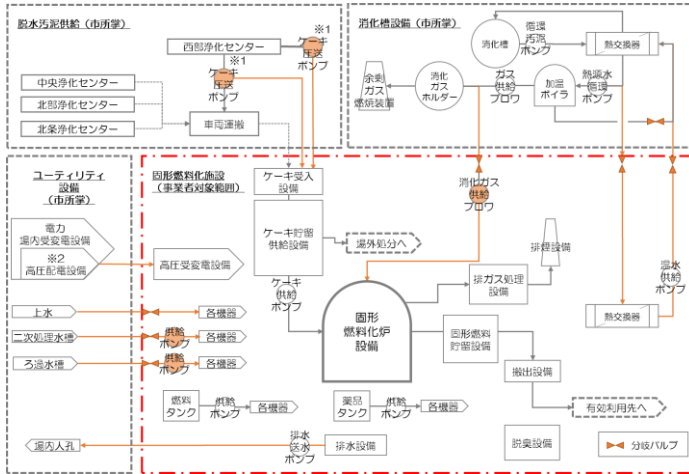 脱水汚泥供給（市所掌）
※1
ケーキ
圧送
ポンプ
西部浄化センター
※1
ケーキ
圧送
ポンプ
中央浄化センター
北部浄化センター
北条浄化センター
車両運搬
消化槽設備（市所掌）
消化槽
循環
汚泥
ポンプ
熱交換器
余剰
ガス
燃焼装置
消化
ガス
ホルダー
ガス
供給
ブロワ
加温
ボイラ
熱源水
循環
ポンプ
ユーティリティ
設備
（市所掌）
電力
場内受変電設備
※2
高圧配電設備
上水
二次処理水槽
ろ過水槽
場内人孔
固形燃料化施設
（事業者対象範囲）
ケーキ受入
設備
ケーキ貯留
供給設備
場外処分へ
消化ガス
供給
ブロワ
排煙設備
高圧受変電設備
ケーキ
供給
ポンプ
排ガス処理
設備
温水
供給
ポンプ
各機器
供給
ポンプ
各機器
供給
ポンプ
各機器
固形
燃料化炉
設備
固形燃料
貯留設備
熱交換器
搬出設備
燃料
タンク
供給
ポンプ
各機器
薬品
タンク
供給
ポンプ
各機器
有効利用先へ
排水
送水
ポンプ
排水設備
脱臭設備
分岐バルブ